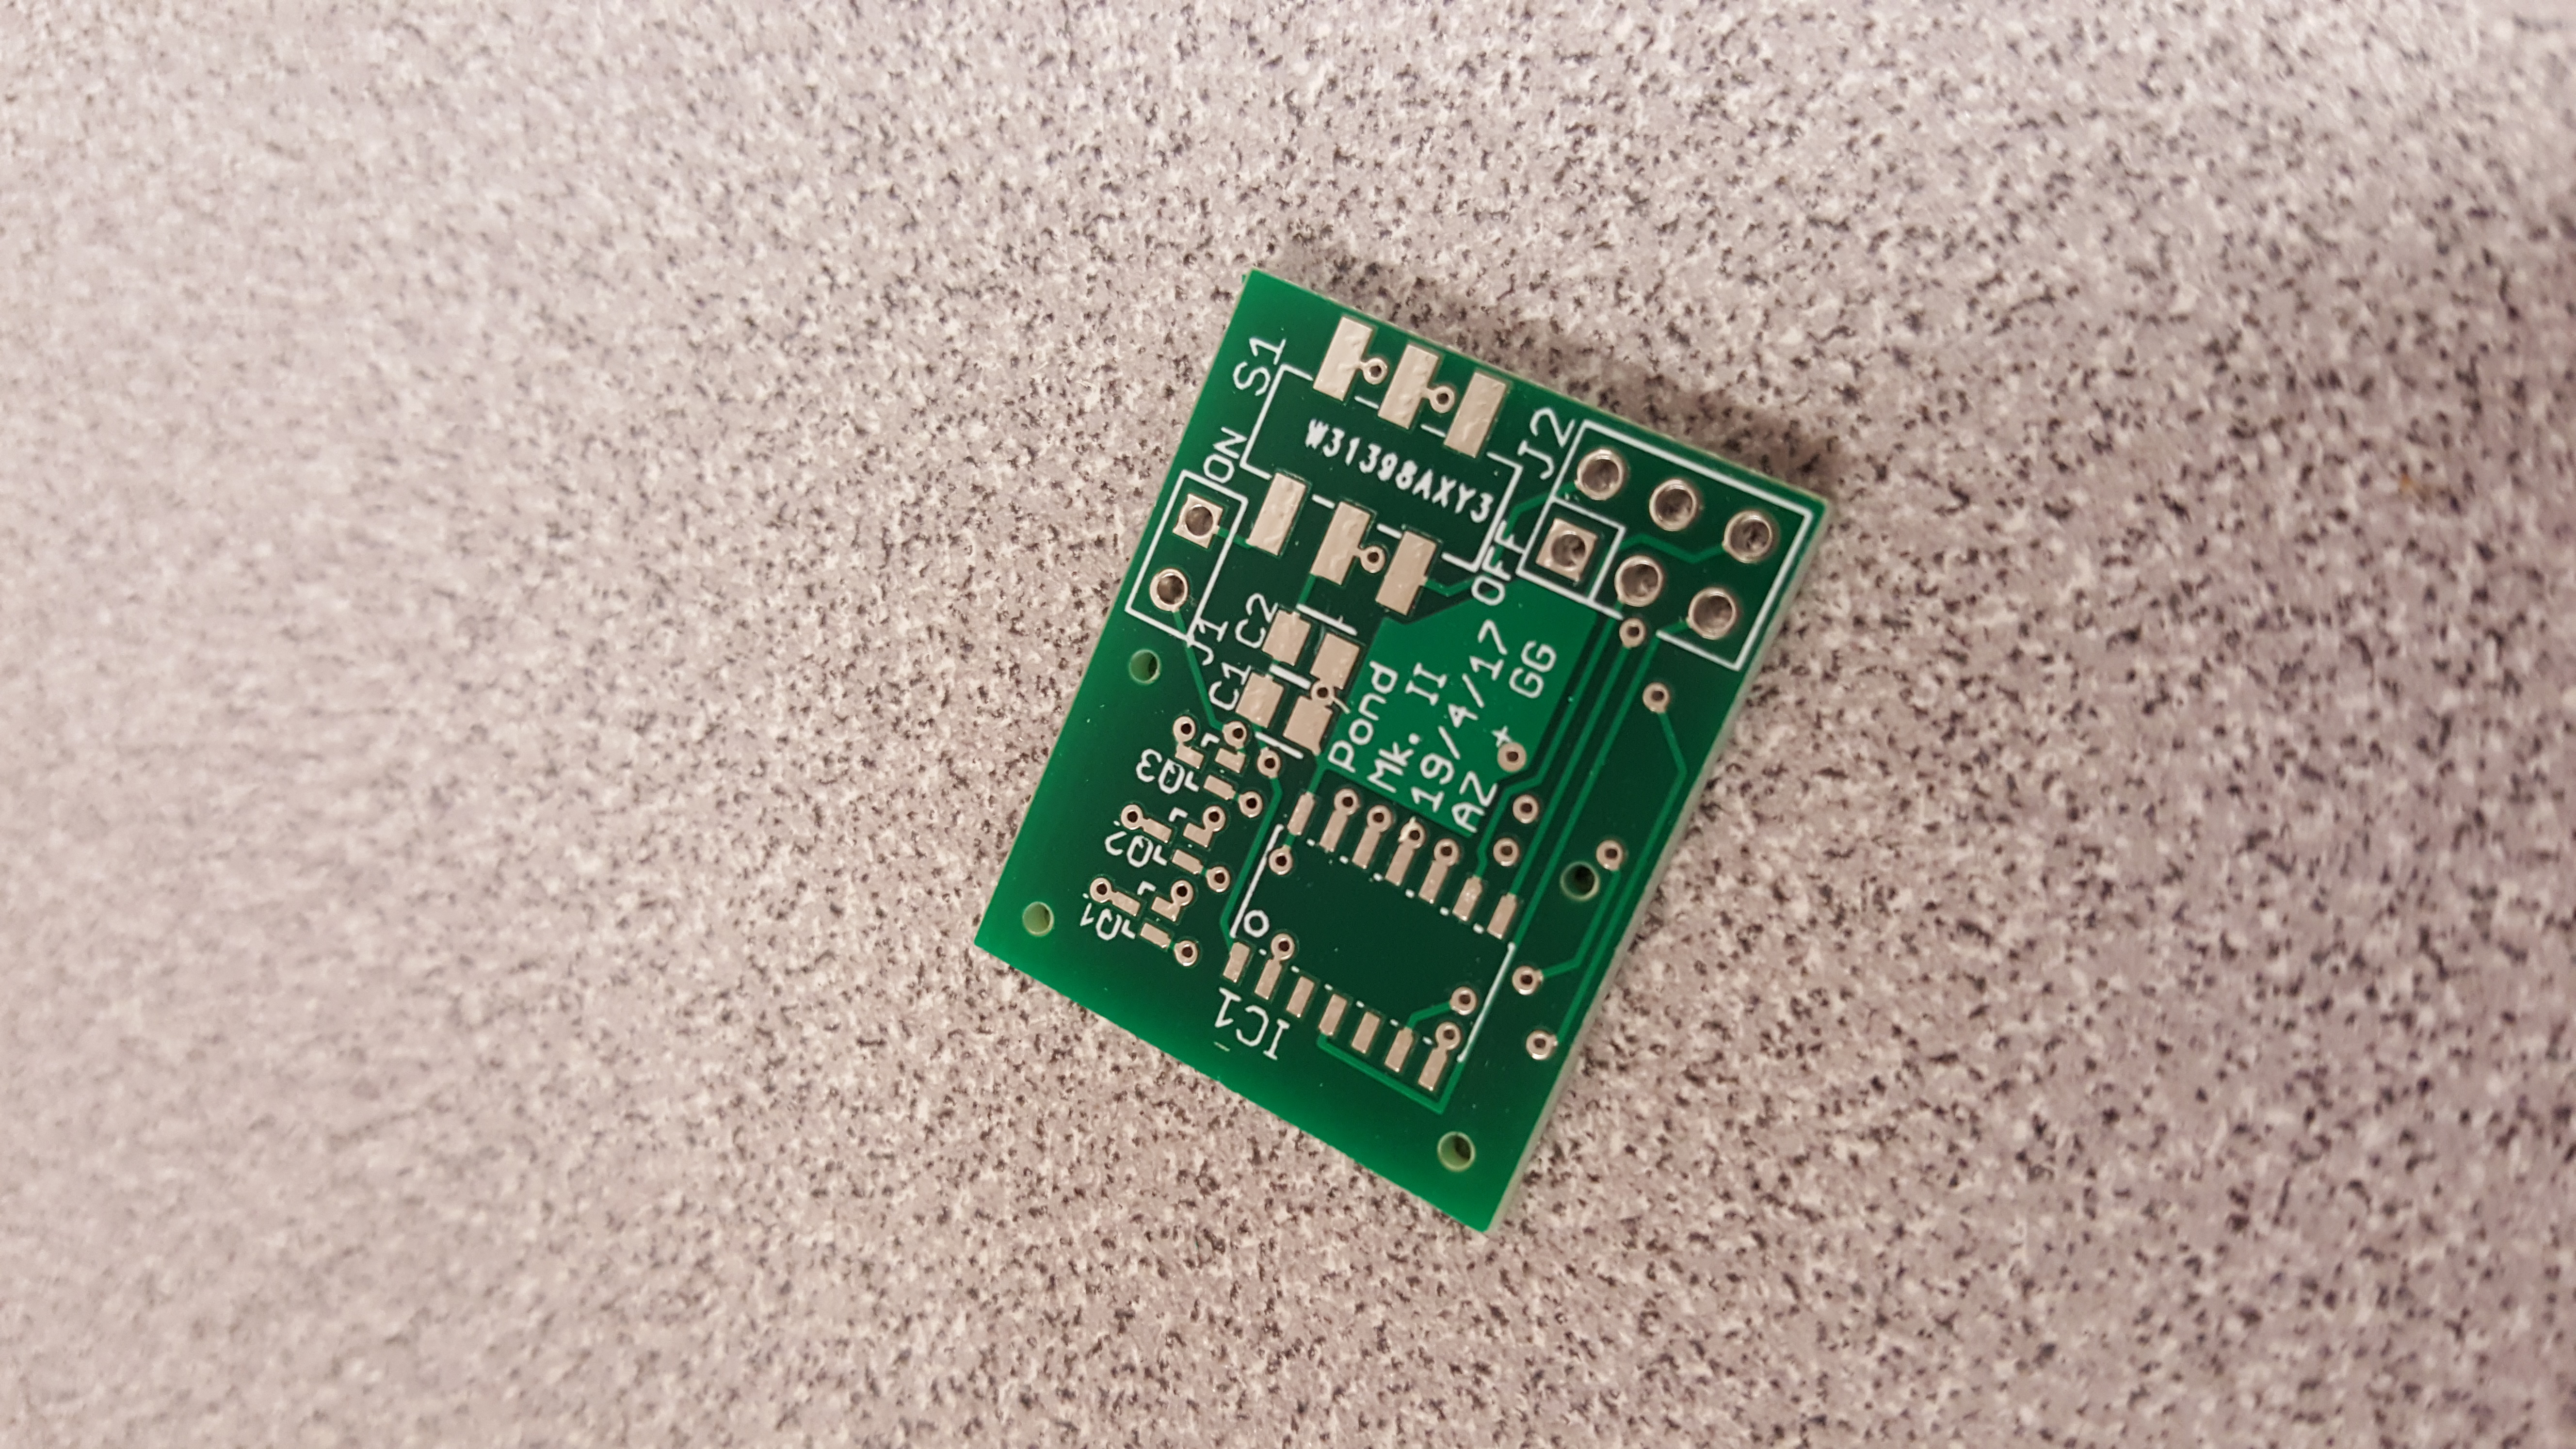 Q1
Q2
Q3
J1
ON
S1
IC1
C1
C2
W31398AXY3
Pond
Mk. II
19/4/17
AZ + GG
OFF
J2